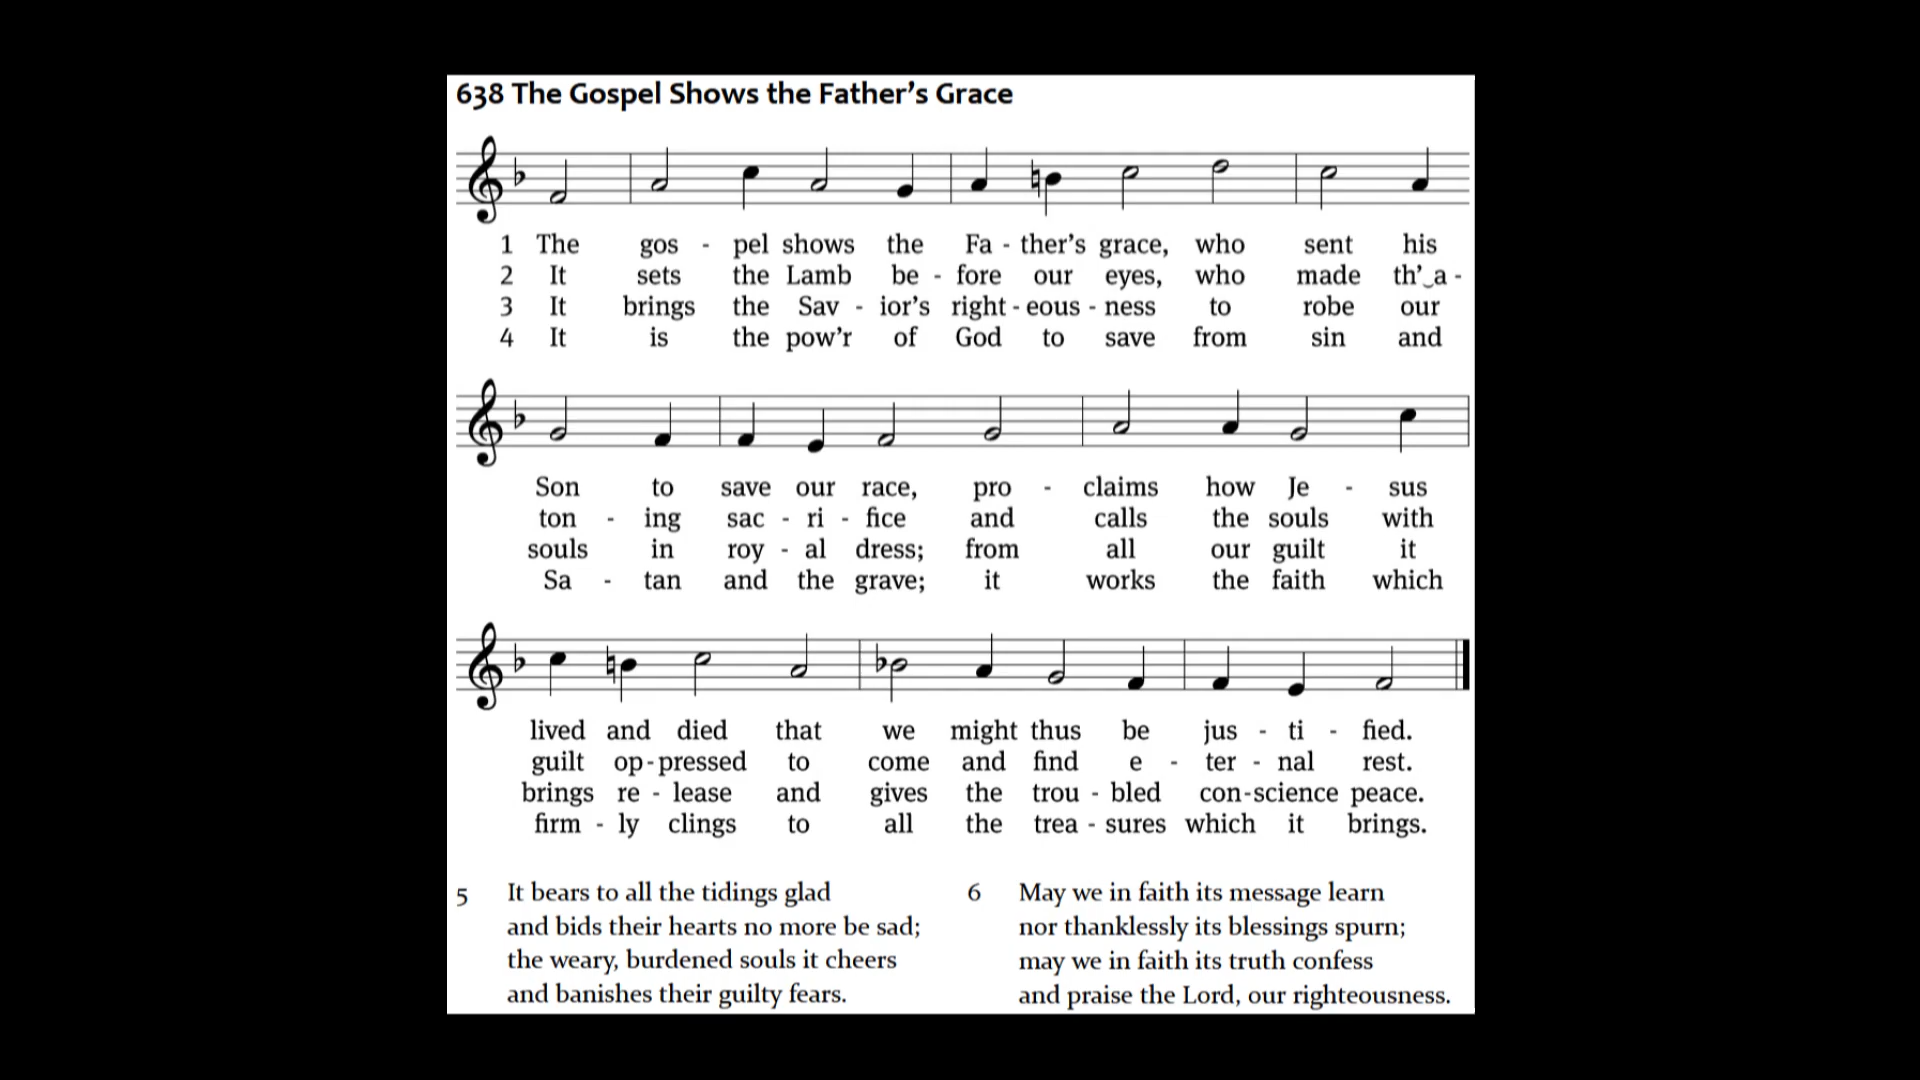 638 The Gospel Shows the Father's Grace
1 The gos - pel shows the Fa - ther's grace, who sent his
2 It sets the Lamb be - fore our eyes, who made th'‿a -
3 It brings the Sav - ior's right - eous - ness to robe our
4 It is the pow'r of God to save from sin and
Son to save our race, pro - claims how Je - sus
ton - ing sac - ri - fice and calls the souls with
souls in roy - al dress; from all our guilt it
Sa - tan and the grave; it works the faith which
lived and died that we might thus be jus - ti - fied.
guilt op - pressed to come and find e - ter - nal rest.
brings re - lease and gives the trou - bled con - science peace.
firm - ly clings to all the trea - sures which it brings.
5 It bears to all the tidings glad
and bids their hearts no more be sad;
the weary, burdened souls it cheers
and banishes their guilty fears.
6 May we in faith its message learn
nor thanklessly its blessings spurn;
may we in faith its truth confess
and praise the Lord, our righteousness.